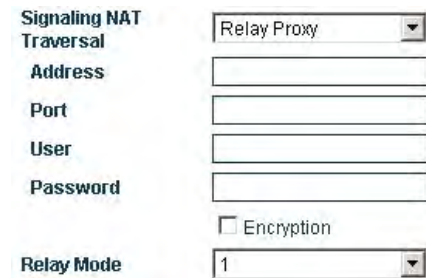 Signaling NAT
Traversal
Relay Proxy
Address
Port
User
Password
Encryption
Relay Mode
1